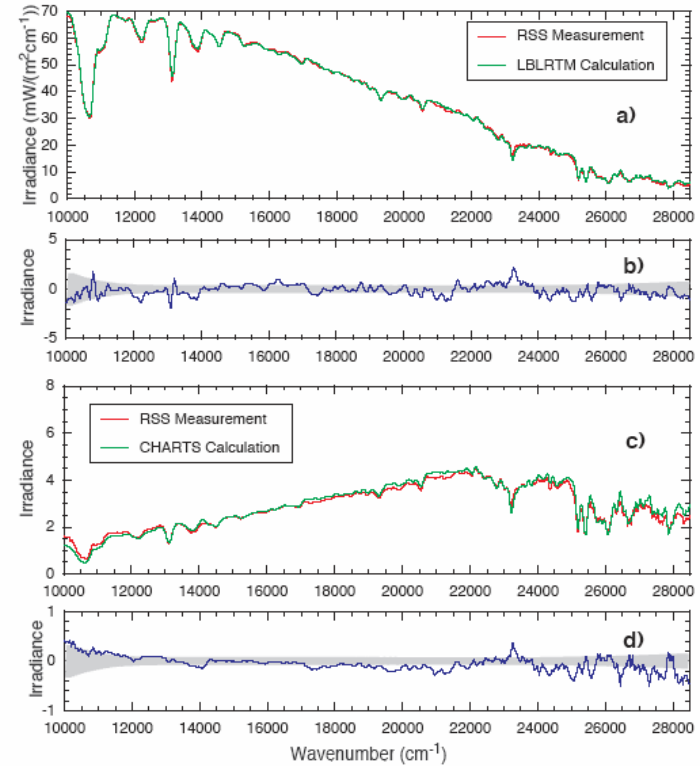 70
60
50
40
30
20
10
0
Irradiance (mW/(m²cm⁻¹))
RSS Measurement
LBLRTM Calculation
a)
10000 12000 14000 16000 18000 20000 22000 24000 26000 28000
5
0
-5
Irradiance
b)
10000 12000 14000 16000 18000 20000 22000 24000 26000 28000
8
6
4
2
0
Irradiance
RSS Measurement
CHARTS Calculation
c)
10000 12000 14000 16000 18000 20000 22000 24000 26000 28000
1
0
-1
Irradiance
d)
10000 12000 14000 16000 18000 20000 22000 24000 26000 28000
Wavenumber (cm⁻¹)